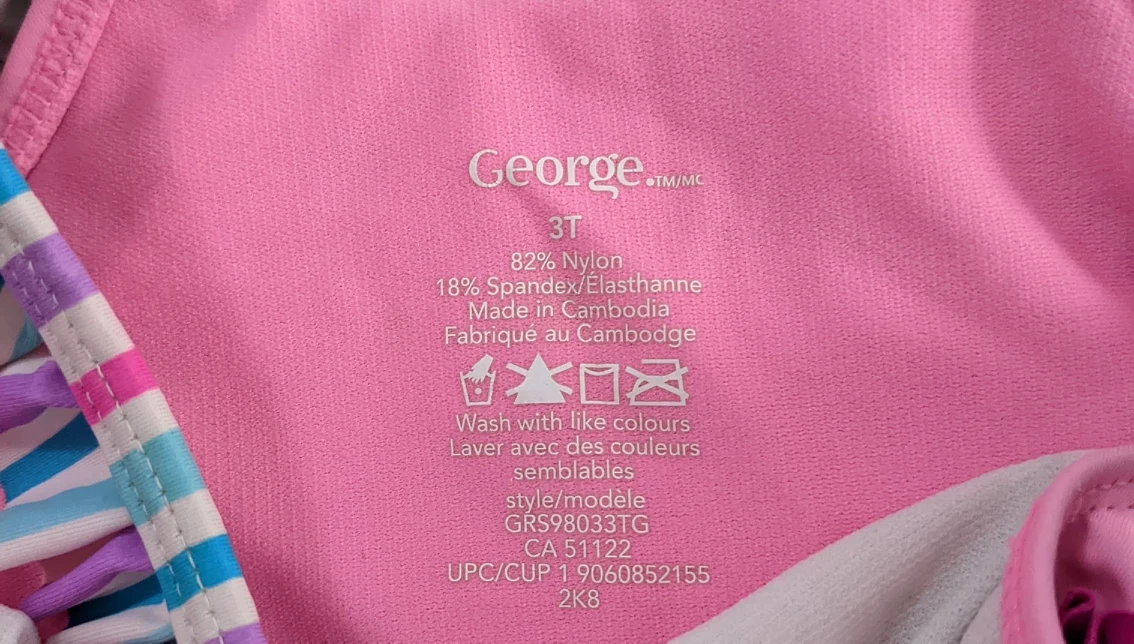 George.TM/MC
3T
82% Nylon
18% Spandex/Élasthanne
Made in Cambodia
Fabriqué au Cambodge
Wash with like colours
Laver avec des couleurs
semblables
style/modèle
GRS98033TG
CA 51122
UPC/CUP 1 9060852155
2K8